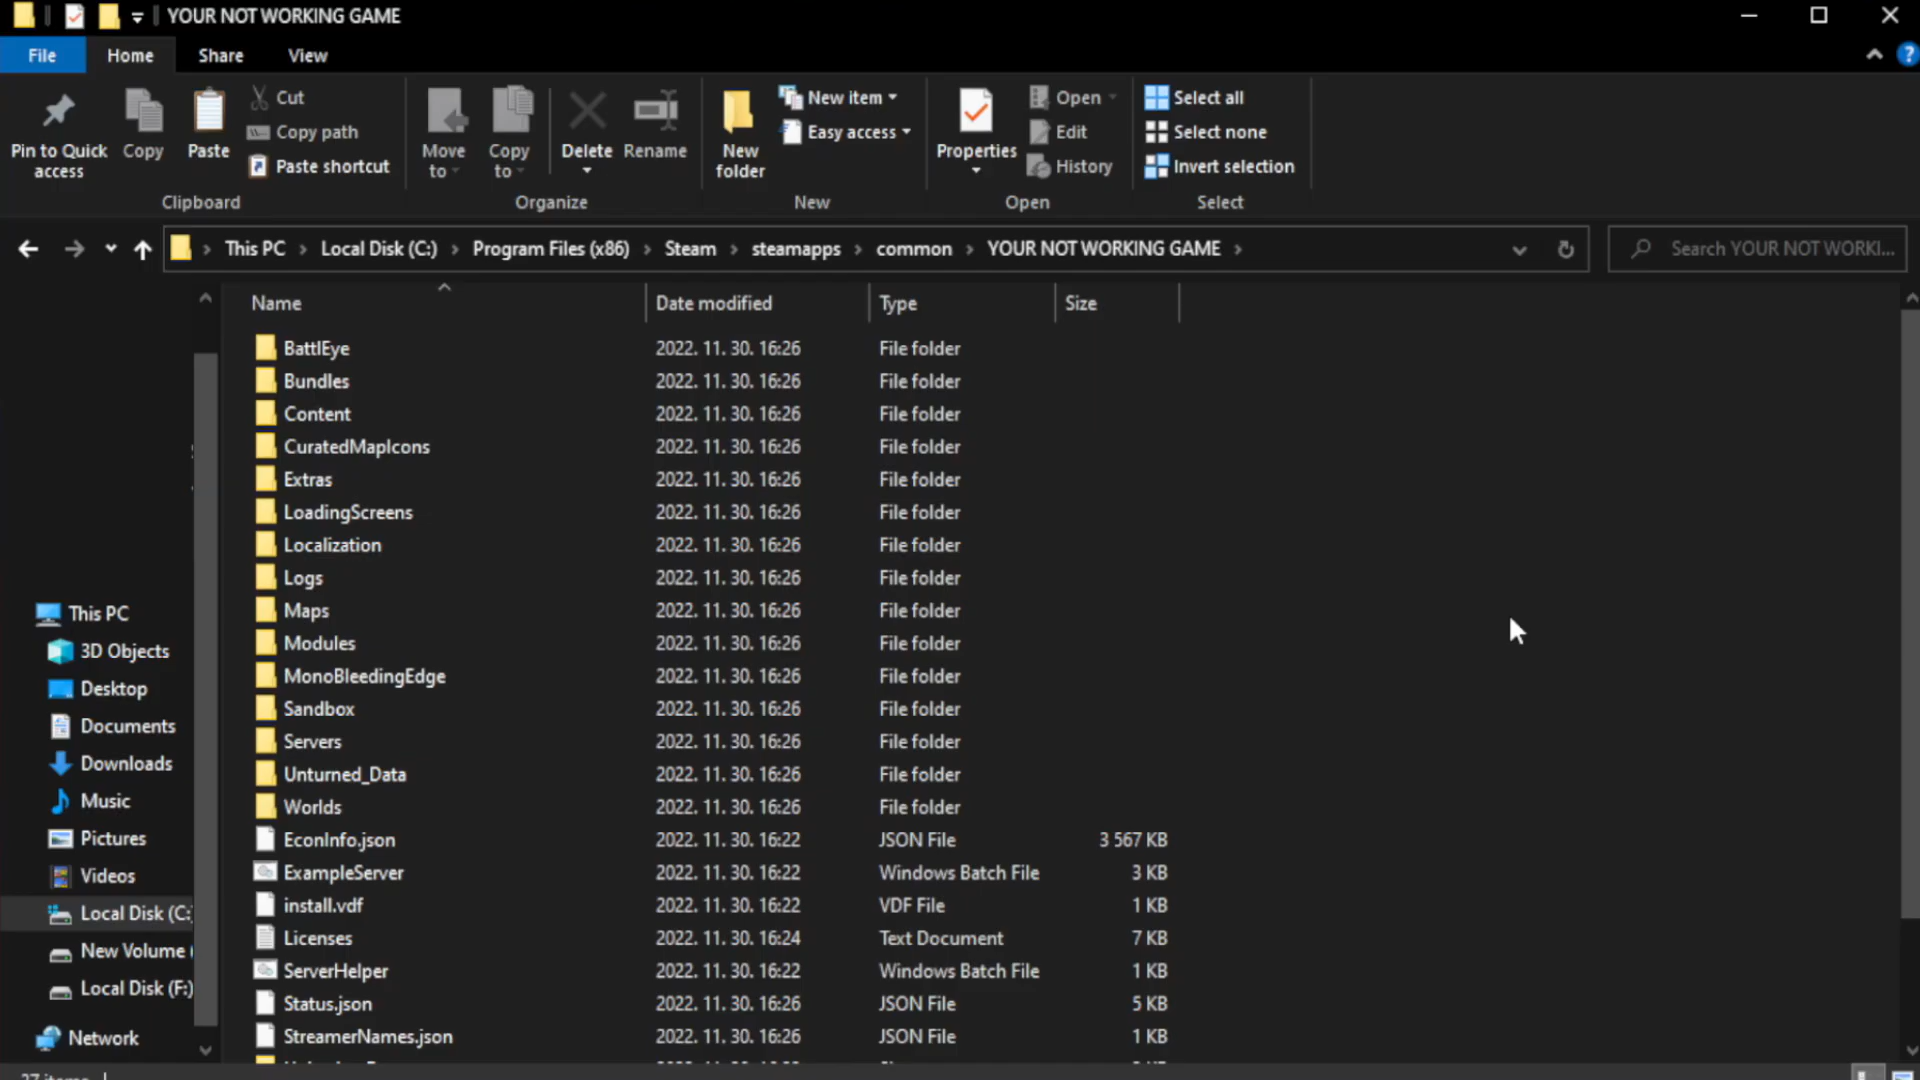 YOUR NOT WORKING GAME
File Home Share View
Pin to Quick access
Copy
Paste
Cut
Copy path
Paste shortcut
Clipboard
Move to
Copy to
Delete
Rename
Organize
New folder
New item
Easy access
New
Properties
Open
Edit
History
Open
Select all
Select none
Invert selection
Select
This PC Local Disk (C:) Program Files (x86) Steam steamapps common YOUR NOT WORKING GAME
Search YOUR NOT WORKI...
This PC
3D Objects
Desktop
Documents
Downloads
Music
Pictures
Videos
Local Disk (C:
New Volume (
Local Disk (F:)
Network
Name Date modified Type Size
BattlEye 2022. 11. 30. 16:26 File folder
Bundles 2022. 11. 30. 16:26 File folder
Content 2022. 11. 30. 16:26 File folder
CuratedMapIcons 2022. 11. 30. 16:26 File folder
Extras 2022. 11. 30. 16:26 File folder
LoadingScreens 2022. 11. 30. 16:26 File folder
Localization 2022. 11. 30. 16:26 File folder
Logs 2022. 11. 30. 16:26 File folder
Maps 2022. 11. 30. 16:26 File folder
Modules 2022. 11. 30. 16:26 File folder
MonoBleedingEdge 2022. 11. 30. 16:26 File folder
Sandbox 2022. 11. 30. 16:26 File folder
Servers 2022. 11. 30. 16:26 File folder
Unturned_Data 2022. 11. 30. 16:26 File folder
Worlds 2022. 11. 30. 16:26 File folder
EconInfo.json 2022. 11. 30. 16:22 JSON File 3 567 KB
ExampleServer 2022. 11. 30. 16:22 Windows Batch File 3 KB
install.vdf 2022. 11. 30. 16:22 VDF File 1 KB
Licenses 2022. 11. 30. 16:24 Text Document 7 KB
ServerHelper 2022. 11. 30. 16:22 Windows Batch File 1 KB
Status.json 2022. 11. 30. 16:26 JSON File 5 KB
StreamerNames.json 2022. 11. 30. 16:26 JSON File 1 KB